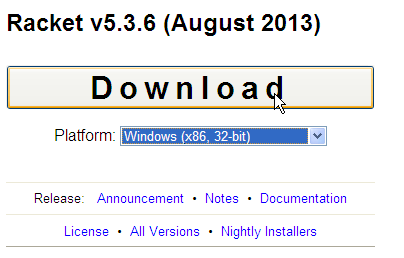 Racket v5.3.6 (August 2013)
Download
Platform: Windows (x86, 32-bit)
Release: Announcement • Notes • Documentation
License • All Versions • Nightly Installers